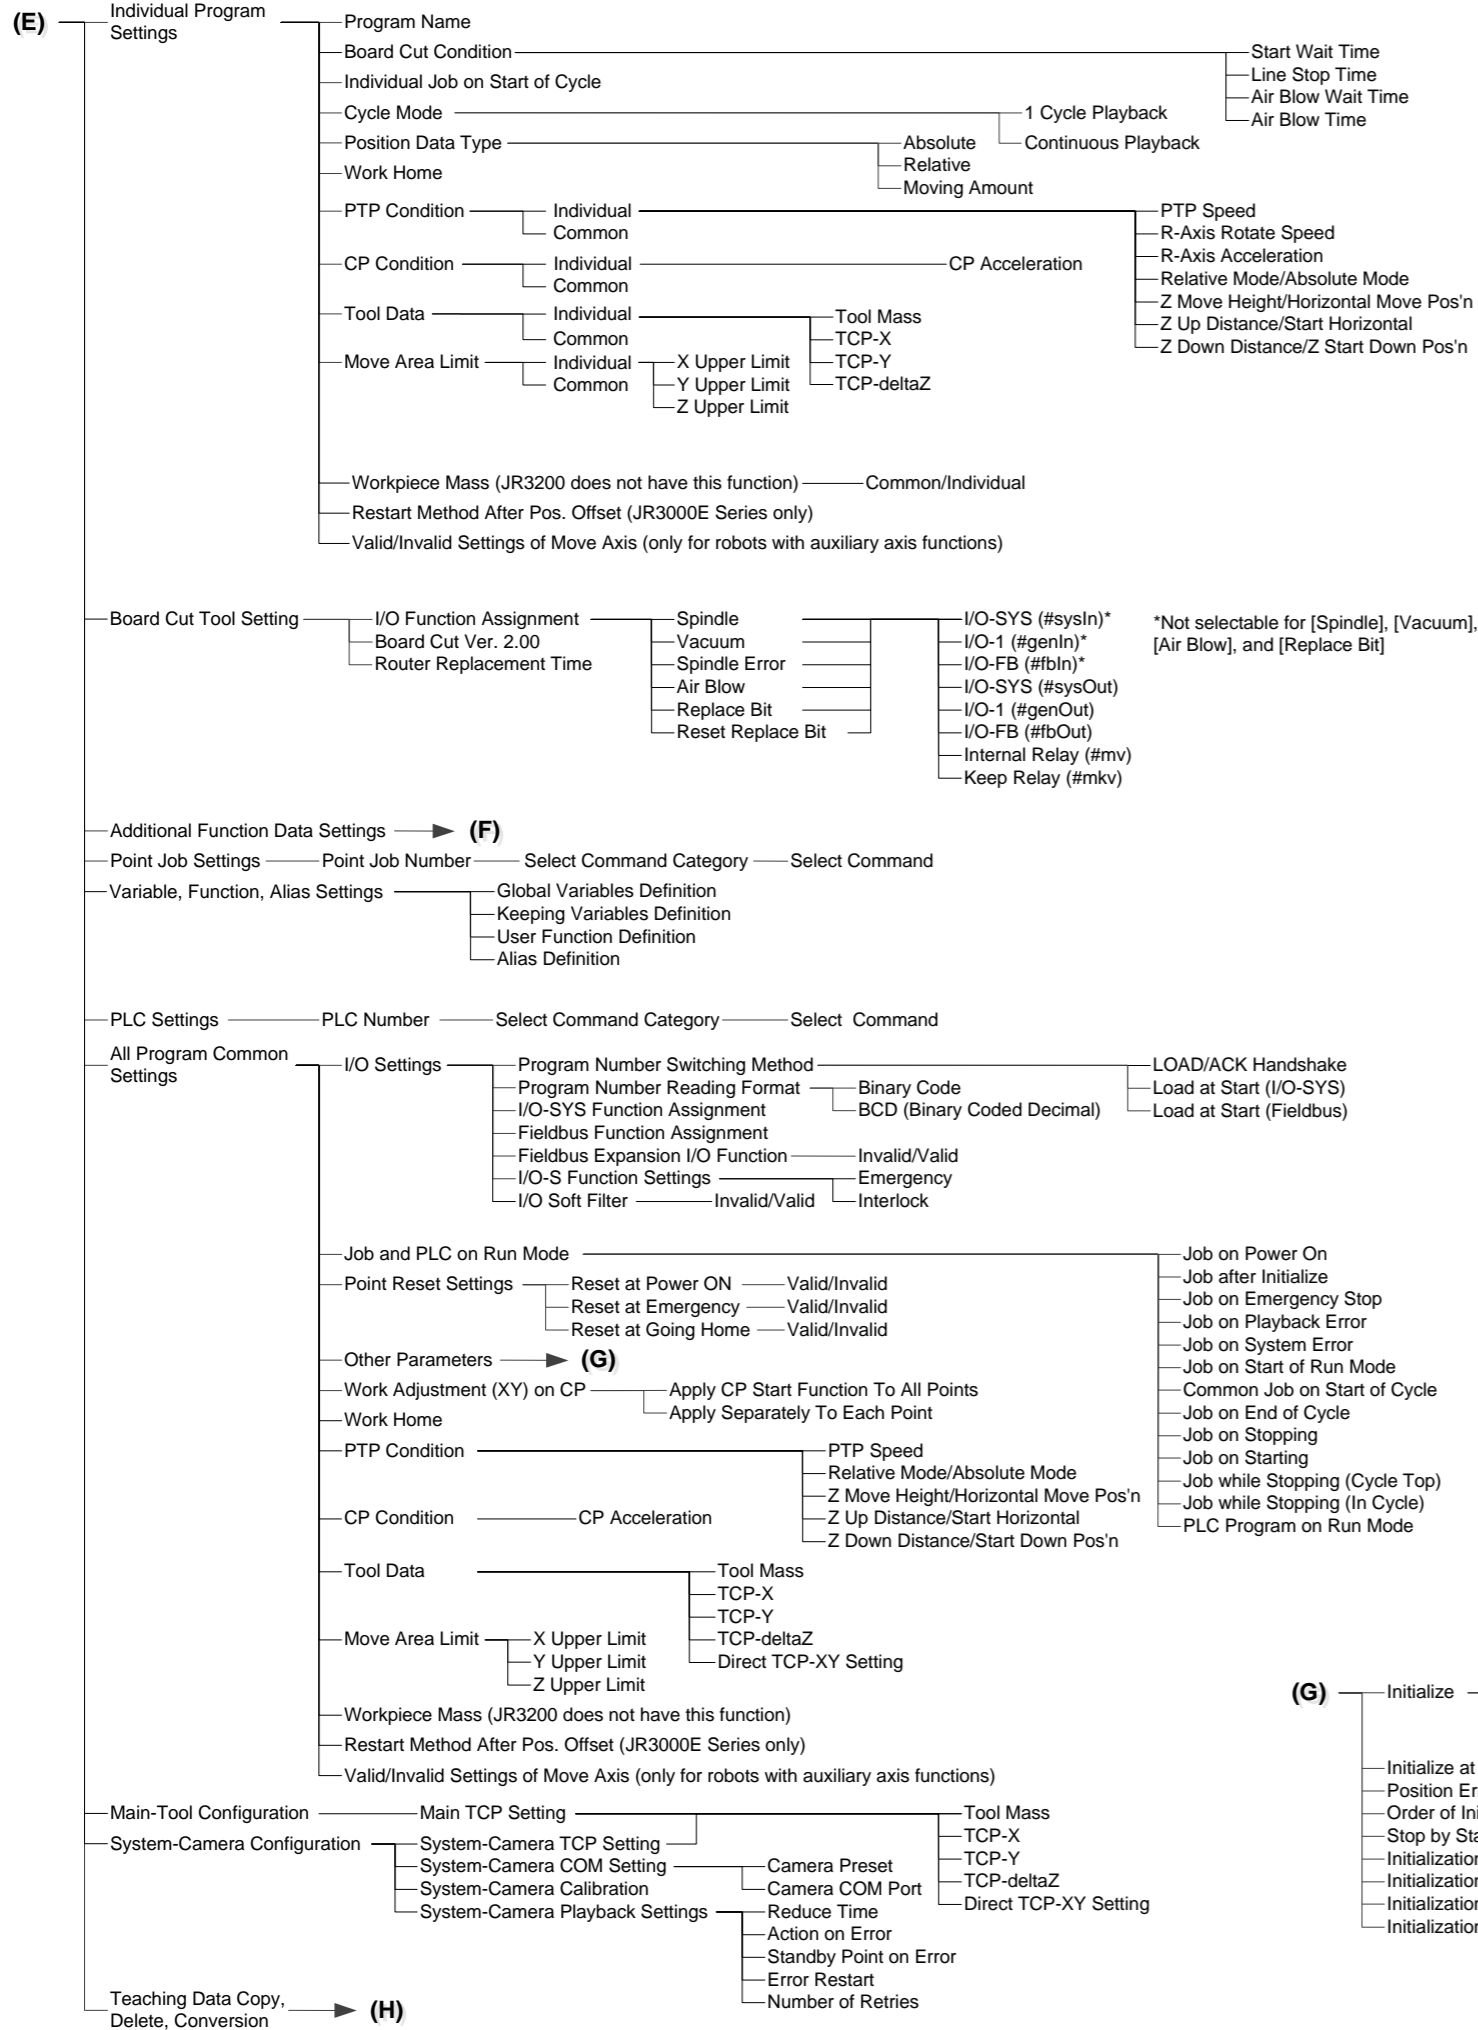 (E)
Individual Program
Settings
Program Name
Board Cut Condition
Start Wait Time
Line Stop Time
Air Blow Wait Time
Air Blow Time
Individual Job on Start of Cycle
Cycle Mode
1 Cycle Playback
Continuous Playback
Position Data Type
Absolute
Relative
Moving Amount
Work Home
PTP Condition
Individual
Common
PTP Speed
R-Axis Rotate Speed
R-Axis Acceleration
Relative Mode/Absolute Mode
Z Move Height/Horizontal Move Pos'n
Z Up Distance/Start Horizontal
Z Down Distance/Z Start Down Pos'n
CP Condition
Individual
Common
CP Acceleration
Tool Data
Individual
Common
Tool Mass
TCP-X
TCP-Y
TCP-deltaZ
Move Area Limit
Individual
Common
X Upper Limit
Y Upper Limit
Z Upper Limit
Workpiece Mass (JR3200 does not have this function)
Common/Individual
Restart Method After Pos. Offset (JR3000E Series only)
Valid/Invalid Settings of Move Axis (only for robots with auxiliary axis functions)
Board Cut Tool Setting
I/O Function Assignment
Board Cut Ver. 2.00
Router Replacement Time
Spindle
Vacuum
Spindle Error
Air Blow
Replace Bit
Reset Replace Bit
I/O-SYS (#sysIn)*
I/O-1 (#genIn)*
I/O-FB (#fbIn)*
I/O-SYS (#sysOut)
I/O-1 (#genOut)
I/O-FB (#fbOut)
Internal Relay (#mv)
Keep Relay (#mkv)
*Not selectable for [Spindle], [Vacuum],
[Air Blow], and [Replace Bit]
Additional Function Data Settings
(F)
Point Job Settings
Point Job Number
Select Command Category
Select Command
Variable, Function, Alias Settings
Global Variables Definition
Keeping Variables Definition
User Function Definition
Alias Definition
PLC Settings
PLC Number
Select Command Category
Select Command
All Program Common
Settings
I/O Settings
Program Number Switching Method
LOAD/ACK Handshake
Load at Start (I/O-SYS)
Load at Start (Fieldbus)
Program Number Reading Format
Binary Code
BCD (Binary Coded Decimal)
I/O-SYS Function Assignment
Fieldbus Function Assignment
Fieldbus Expansion I/O Function
Invalid/Valid
I/O-S Function Settings
Emergency
Interlock
I/O Soft Filter
Invalid/Valid
Job and PLC on Run Mode
Job on Power On
Job after Initialize
Job on Emergency Stop
Job on Playback Error
Job on System Error
Job on Start of Run Mode
Common Job on Start of Cycle
Job on End of Cycle
Job on Stopping
Job on Starting
Job while Stopping (Cycle Top)
Job while Stopping (In Cycle)
PLC Program on Run Mode
Point Reset Settings
Reset at Power ON
Valid/Invalid
Reset at Emergency
Valid/Invalid
Reset at Going Home
Valid/Invalid
Other Parameters
(G)
Work Adjustment (XY) on CP
Apply CP Start Function To All Points
Apply Separately To Each Point
Work Home
PTP Condition
PTP Speed
Relative Mode/Absolute Mode
Z Move Height/Horizontal Move Pos'n
Z Up Distance/Start Horizontal
Z Down Distance/Start Down Pos'n
CP Condition
CP Acceleration
Tool Data
Tool Mass
TCP-X
TCP-Y
TCP-deltaZ
Direct TCP-XY Setting
Move Area Limit
X Upper Limit
Y Upper Limit
Z Upper Limit
Workpiece Mass (JR3200 does not have this function)
Restart Method After Pos. Offset (JR3000E Series only)
Valid/Invalid Settings of Move Axis (only for robots with auxiliary axis functions)
Main-Tool Configuration
Main TCP Setting
System-Camera Configuration
System-Camera TCP Setting
Tool Mass
TCP-X
TCP-Y
TCP-deltaZ
Direct TCP-XY Setting
System-Camera COM Setting
Camera Preset
Camera COM Port
System-Camera Calibration
System-Camera Playback Settings
Reduce Time
Action on Error
Standby Point on Error
Error Restart
Number of Retries
Teaching Data Copy,
Delete, Conversion
(H)
(G)
Initialize
Initialize at
Position Er
Order of Ini
Stop by Sta
Initialization
Initialization
Initialization
Initialization